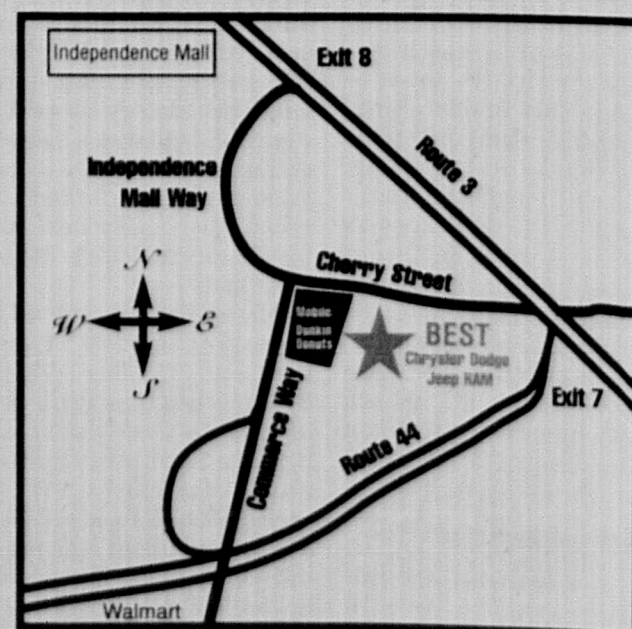 Independence Mall
Exit 8
Route 3
Independence
Mall Way
Cherry Street
N
W
E
S
Mobile
Dunkin
Donuts
BEST
Chrysler Dodge
Jeep RAM
Exit 7
Commerce Way
Route 44
Walmart